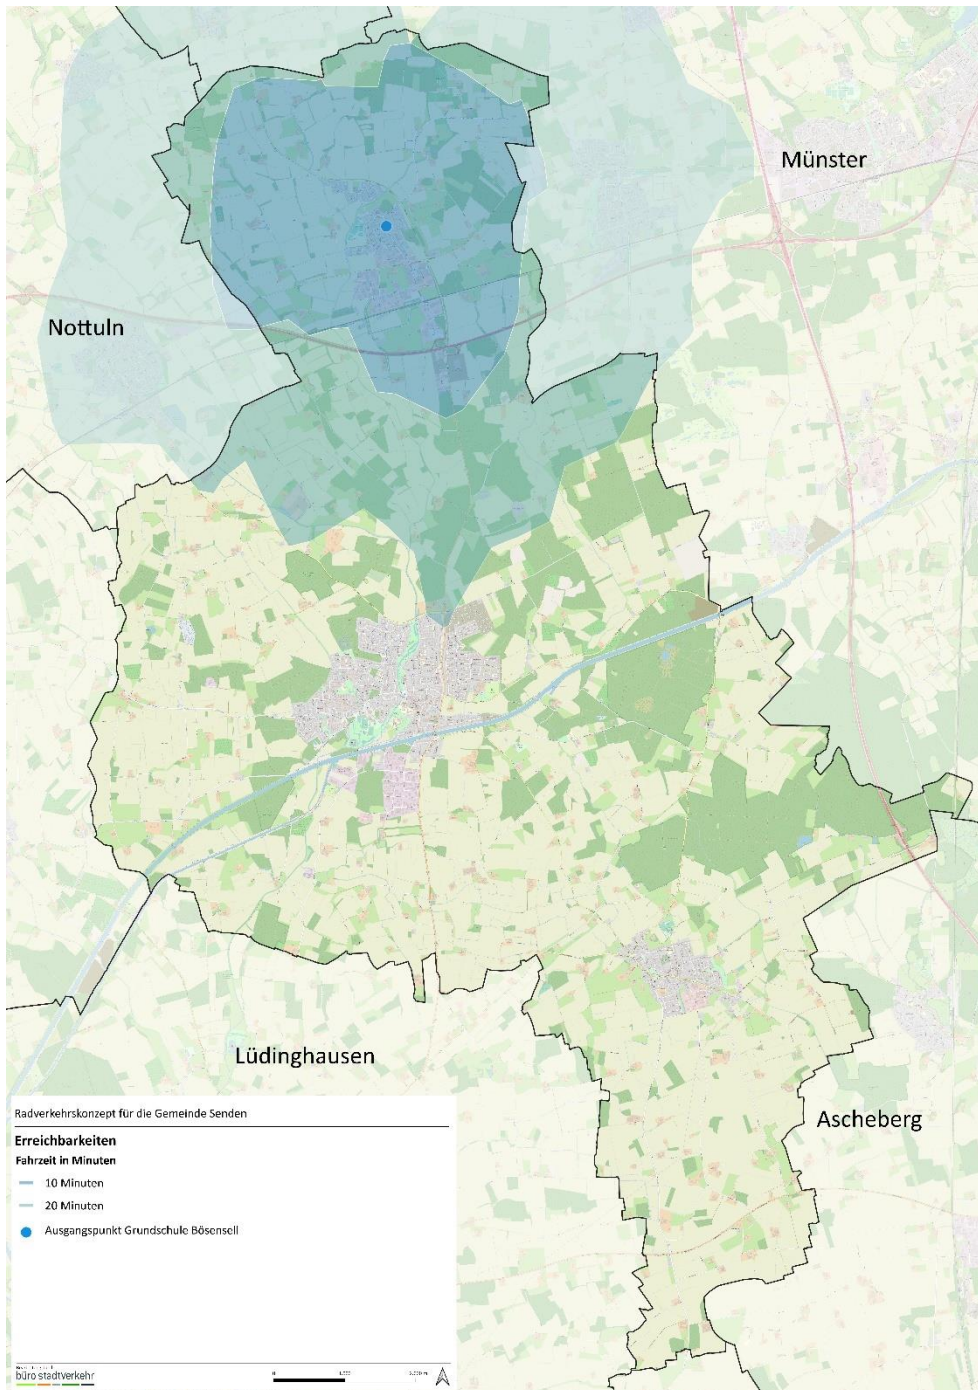 Münster
Nottuln
Lüdinghausen
Ascheberg
Radverkehrskonzept für die Gemeinde Senden
Erreichbarkeiten
Fahrzeit in Minuten
10 Minuten
20 Minuten
Ausgangspunkt Grundschule Bösensell
büro stadtverkehr
0